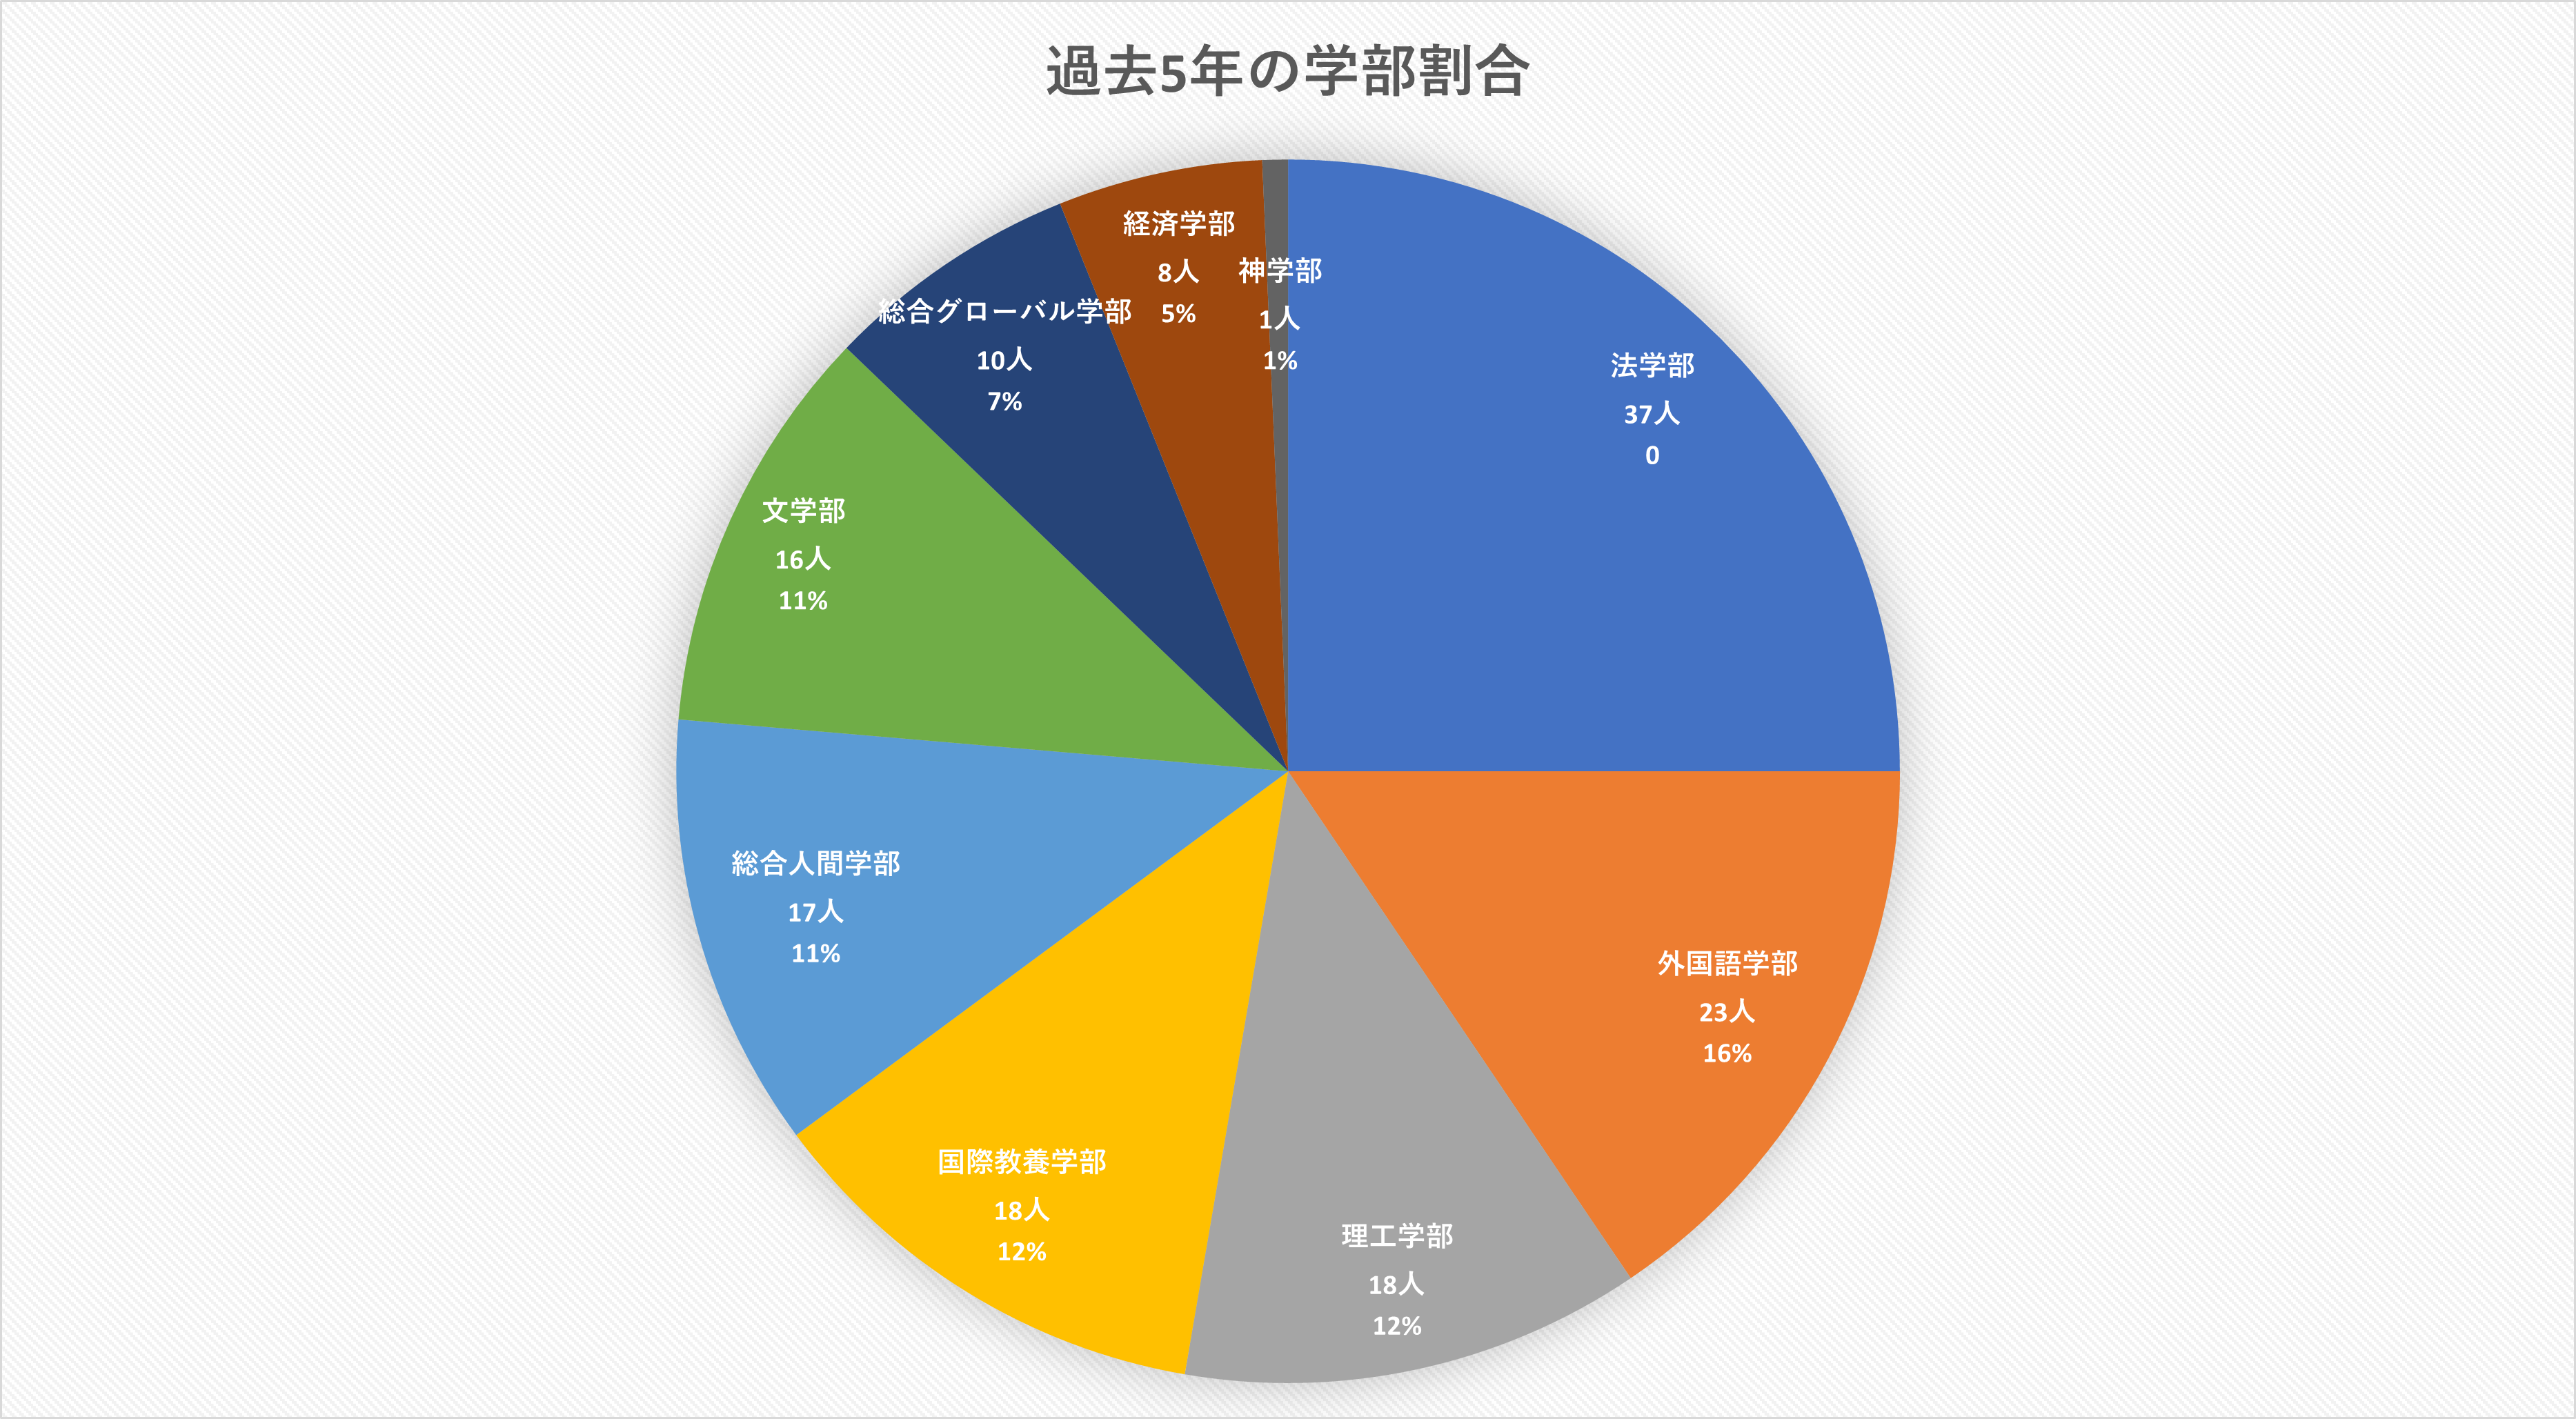 過去5年の学部割合
法学部
37人
0
外国語学部
23人
16%
理工学部
18人
12%
国際教養学部
18人
12%
総合人間学部
17人
11%
文学部
16人
11%
総合グローバル学部
10人
7%
経済学部
8人
5%
神学部
1人
1%